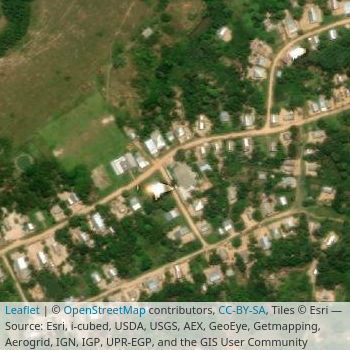 Leaflet | © OpenStreetMap contributors, CC-BY-SA, Tiles © Esri —
Source: Esri, i-cubed, USDA, USGS, AEX, GeoEye, Getmapping,
Aerogrid, IGN, IGP, UPR-EGP, and the GIS User Community